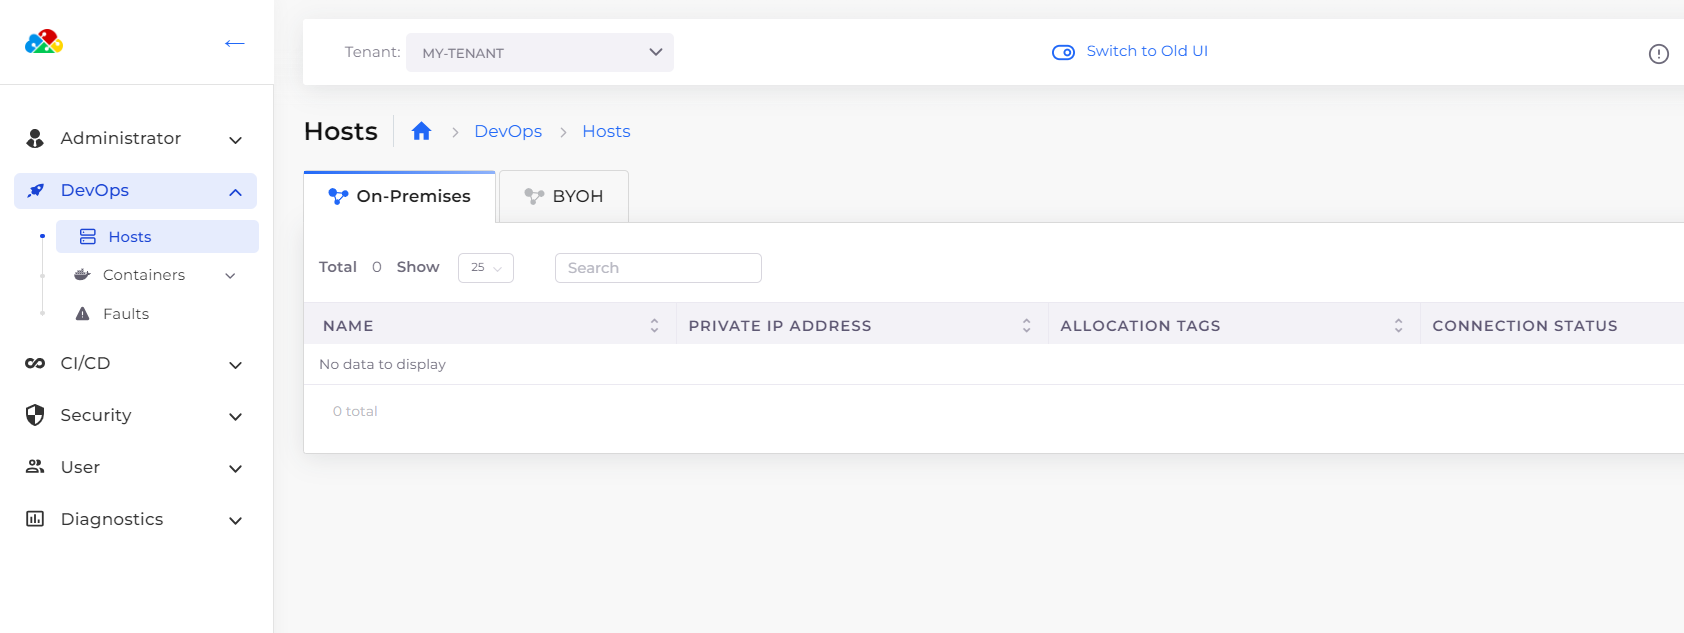 Tenant: MY-TENANT
Switch to Old UI
Administrator
DevOps
Hosts
Containers
Faults
CI/CD
Security
User
Diagnostics
Hosts
DevOps
Hosts
On-Premises
BYOH
Total 0 Show 25 Search
NAME PRIVATE IP ADDRESS ALLOCATION TAGS CONNECTION STATUS
No data to display
0 total